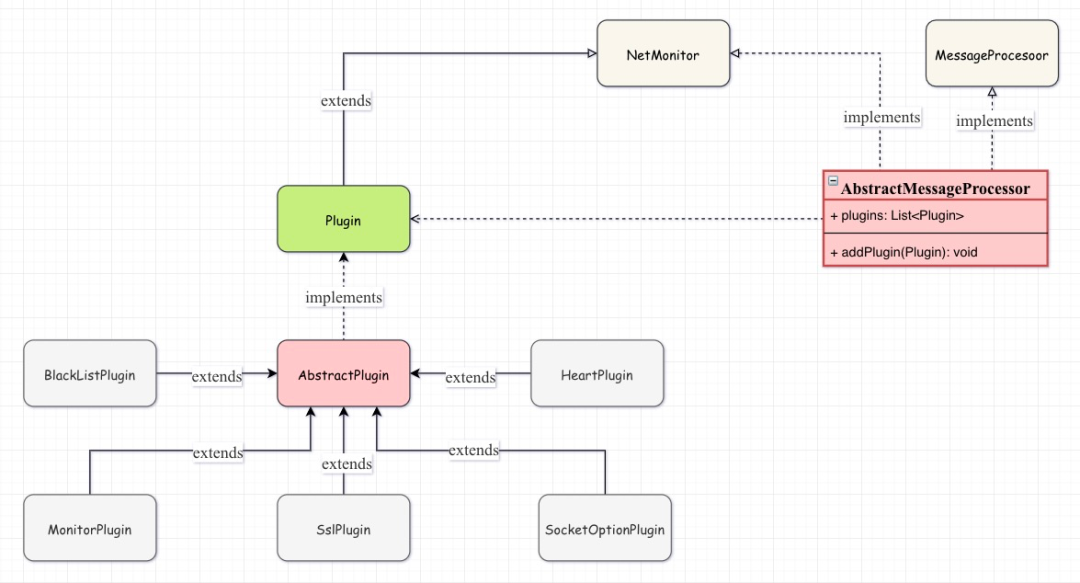 NetMonitor
MessageProcesoor
extends
implements
implements
AbstractMessageProcessor
+ plugins: List<Plugin>
+ addPlugin(Plugin): void
Plugin
implements
BlackListPlugin
extends
AbstractPlugin
extends
HeartPlugin
extends
extends
extends
MonitorPlugin
SslPlugin
SocketOptionPlugin